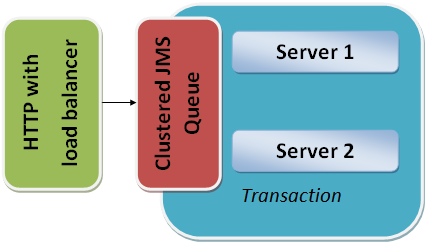 HTTP with
load balancer
Clustered JMS
Queue
Server 1
Server 2
Transaction